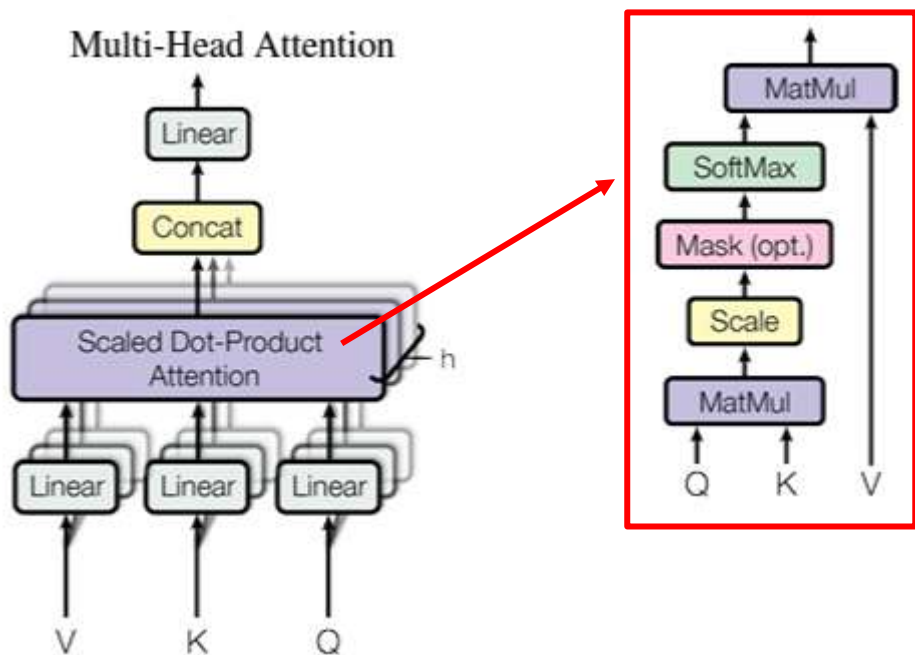 Multi-Head Attention
Linear
Concat
Scaled Dot-Product
Attention
h
Linear Linear Linear
V K Q
MatMul
SoftMax
Mask (opt.)
Scale
MatMul
Q K V